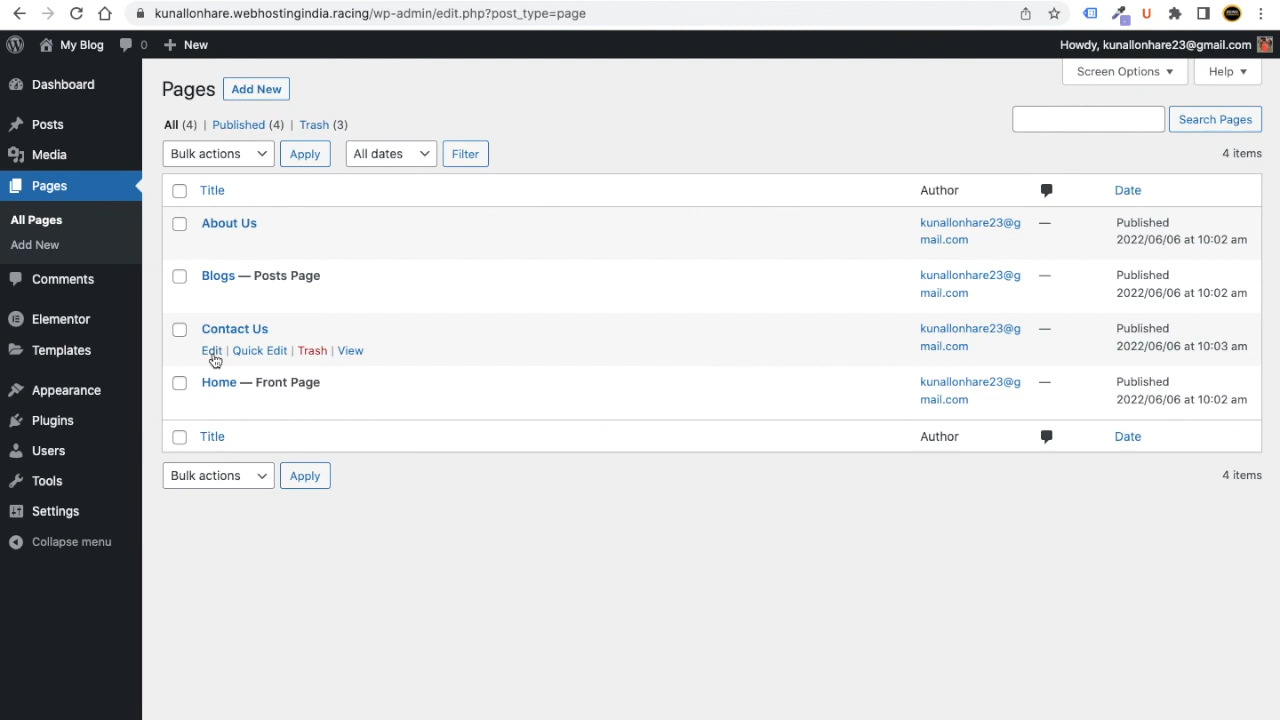 kunallonhare.webhostingindia.racing/wp-admin/edit.php?post_type=page
My Blog 0 New Howdy, kunallonhare23@gmail.com
Screen Options Help
Dashboard
Posts
Media
Pages
All Pages
Add New
Comments
Elementor
Templates
Appearance
Plugins
Users
Tools
Settings
Collapse menu
Pages Add New
All (4) | Published (4) | Trash (3)
Search Pages
Bulk actions Apply All dates Filter 4 items
Title Author Date
About Us kunallonhare23@g — Published
mail.com 2022/06/06 at 10:02 am
Blogs — Posts Page kunallonhare23@g — Published
mail.com 2022/06/06 at 10:02 am
Contact Us kunallonhare23@g — Published
Edit | Quick Edit | Trash | View mail.com 2022/06/06 at 10:03 am
Home — Front Page kunallonhare23@g — Published
mail.com 2022/06/06 at 10:02 am
Title Author Date
Bulk actions Apply 4 items